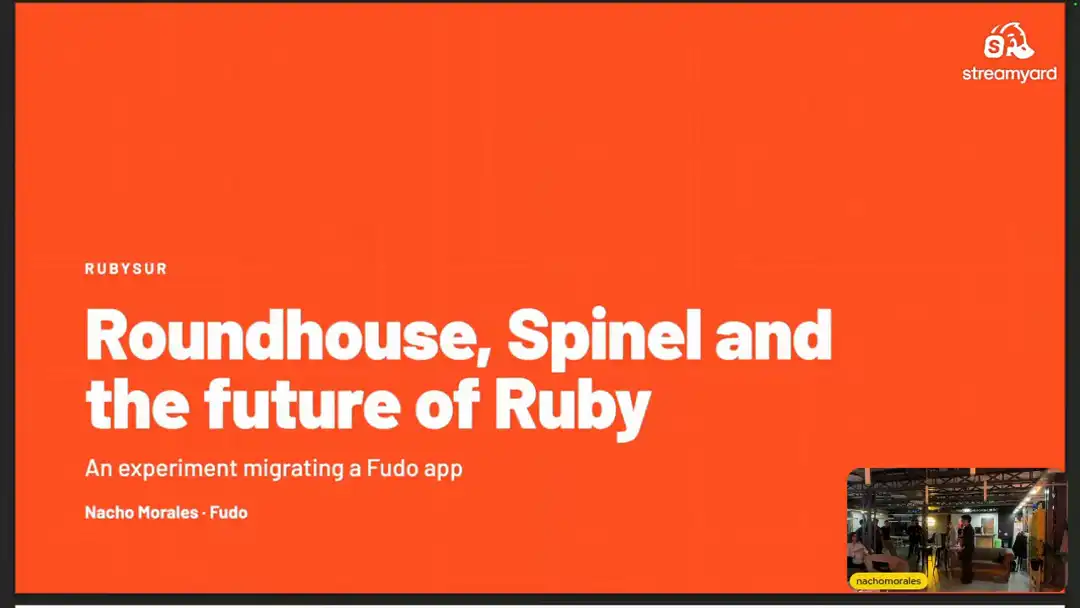 streamyard
RUBYSUR
Roundhouse, Spinel and
the future of Ruby
An experiment migrating a Fudo app
Nacho Morales · Fudo
nachomorales